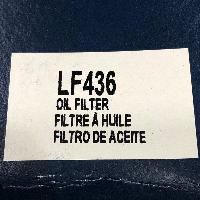 LF436
OIL FILTER
FILTRE À HUILE
FILTRO DE ACEITE